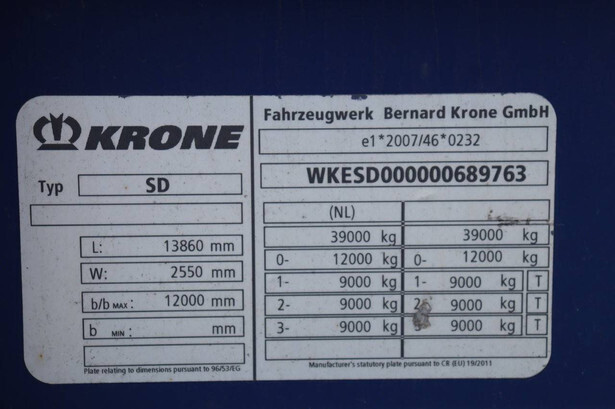 KRONE
Typ SD
L: 13860 mm
W: 2550 mm
b/b MAX: 12000 mm
b MIN: mm
Plate relating to dimensions pursuant to 96/53/EG
Fahrzeugwerk Bernard Krone GmbH
e1*2007/46*0232
WKESD000000689763
(NL)
39000 kg 39000 kg
0- 12000 kg 0- 12000 kg
1- 9000 kg 1- 9000 kg T
2- 9000 kg 2- 9000 kg T
3- 9000 kg 3- 9000 kg T
Manufacturer's statutory plate pursuant to CR (EU) 19/2011